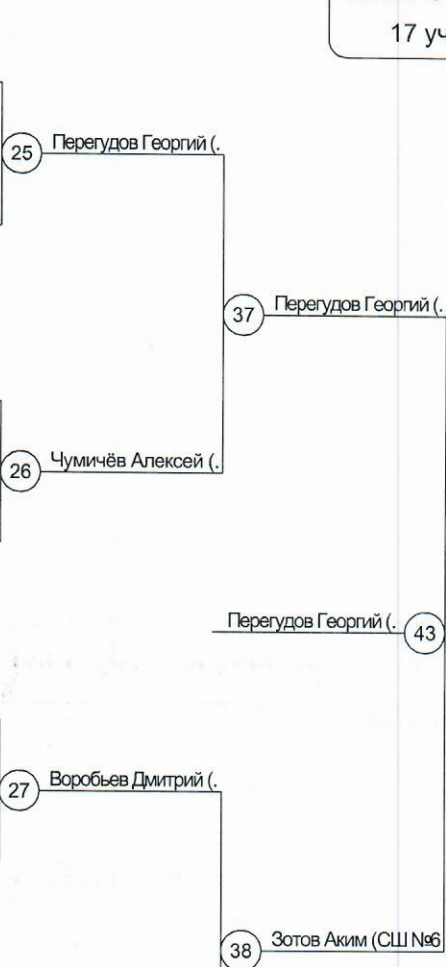 17 уч
25 Перегудов Георгий (.
37 Перегудов Георгий (.
26 Чумичёв Алексей (.
Перегудов Георгий (. 43
27 Воробьев Дмитрий (.
38 Зотов Аким (СШ №6